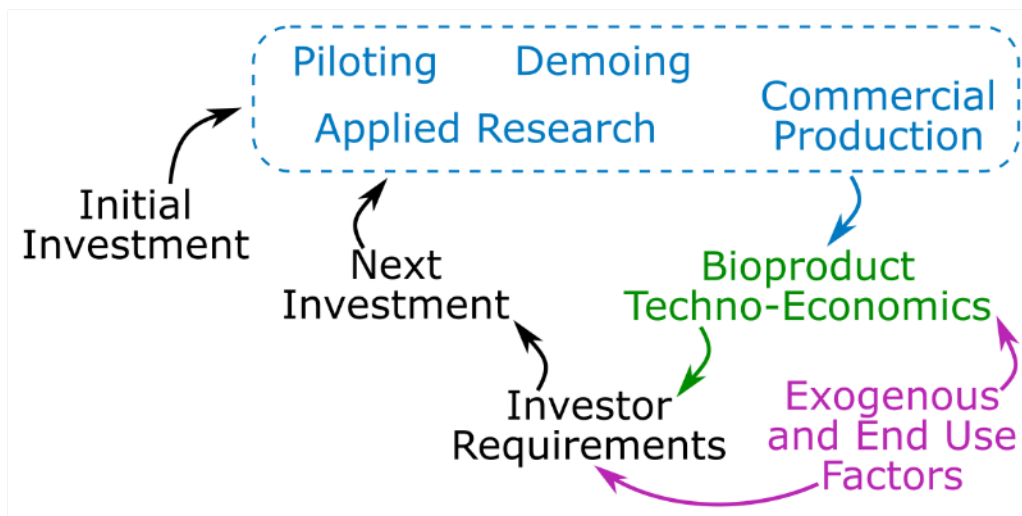 Piloting
Demoing
Applied Research
Commercial
Production
Initial
Investment
Next
Investment
Bioproduct
Techno-Economics
Investor
Requirements
Exogenous
and End Use
Factors